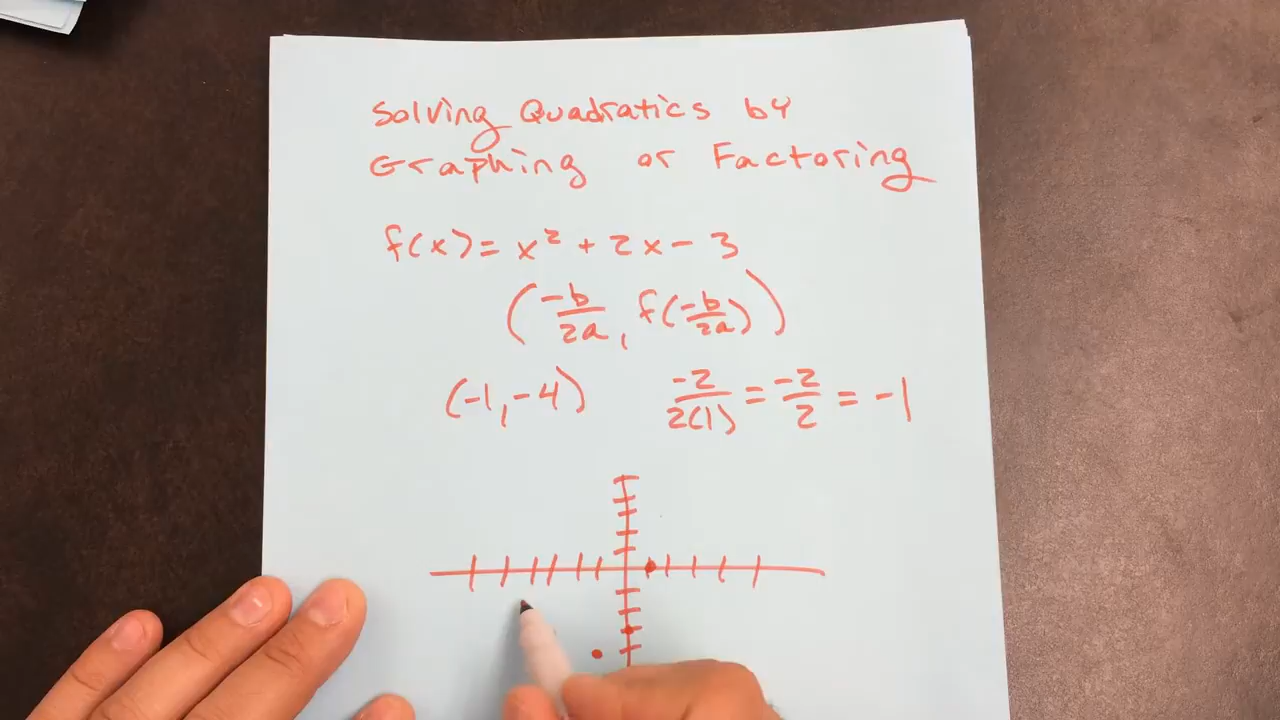 Solving Quadratics by
Graphing or Factoring
f(x) = x² + 2x - 3
(-b/2a, f(-b/2a))
(-1, -4) -2/2(1) = -2/2 = -1